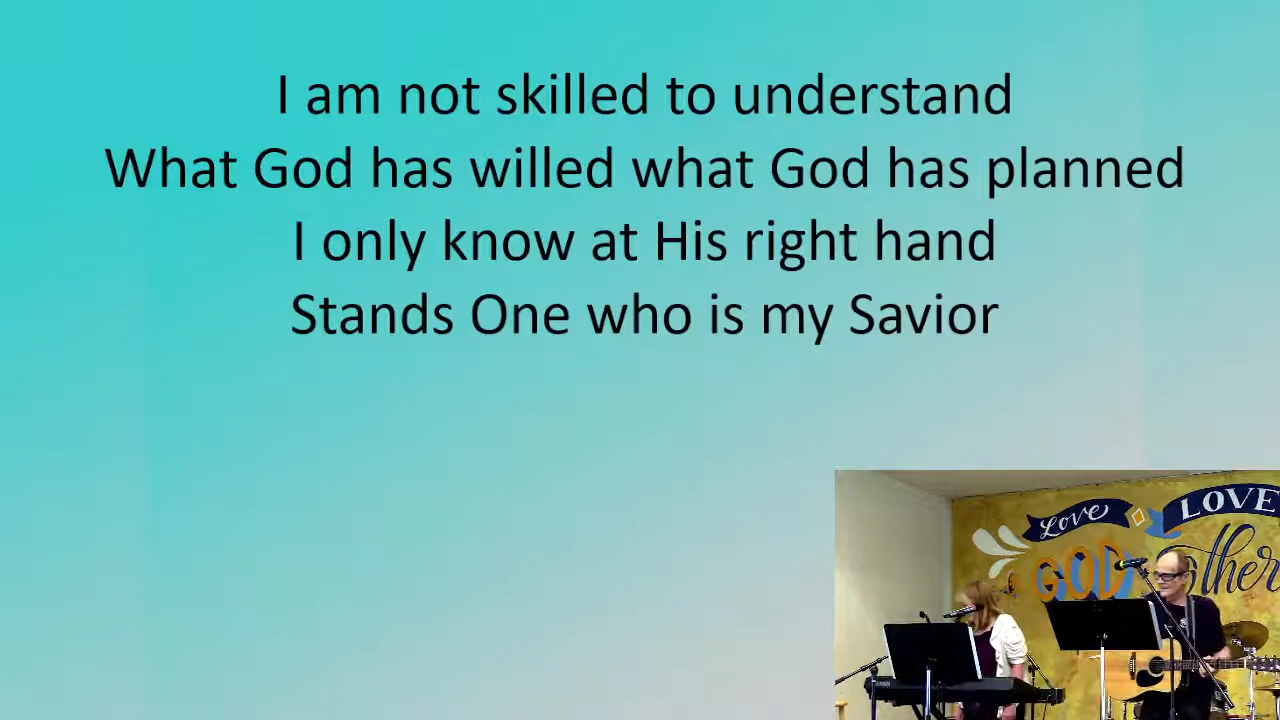 I am not skilled to understand
What God has willed what God has planned
I only know at His right hand
Stands One who is my Savior
Love LOVE
GOD